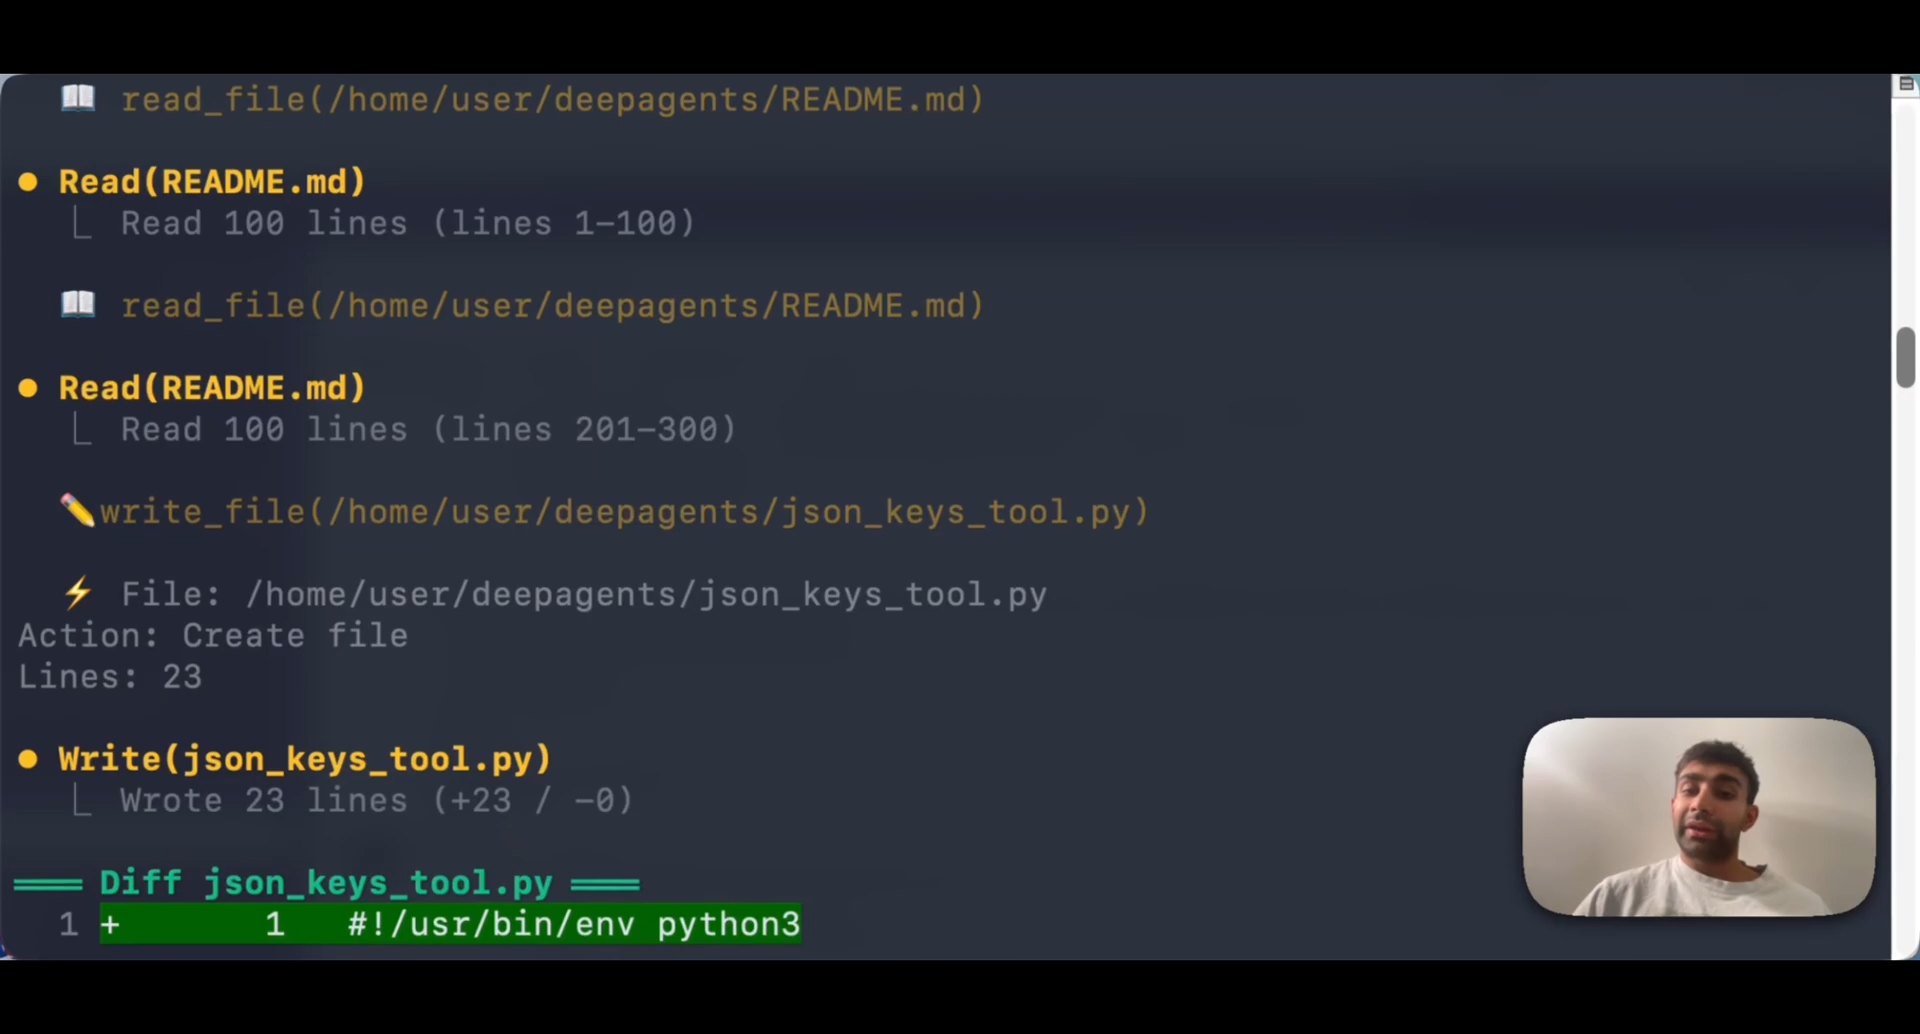 read_file(/home/user/deepagents/README.md)
Read(README.md)
Read 100 lines (lines 1-100)
read_file(/home/user/deepagents/README.md)
Read(README.md)
Read 100 lines (lines 201-300)
write_file(/home/user/deepagents/json_keys_tool.py)
File: /home/user/deepagents/json_keys_tool.py
Action: Create file
Lines: 23
Write(json_keys_tool.py)
Wrote 23 lines (+23 / -0)
Diff json_keys_tool.py
1 + 1 #!/usr/bin/env python3